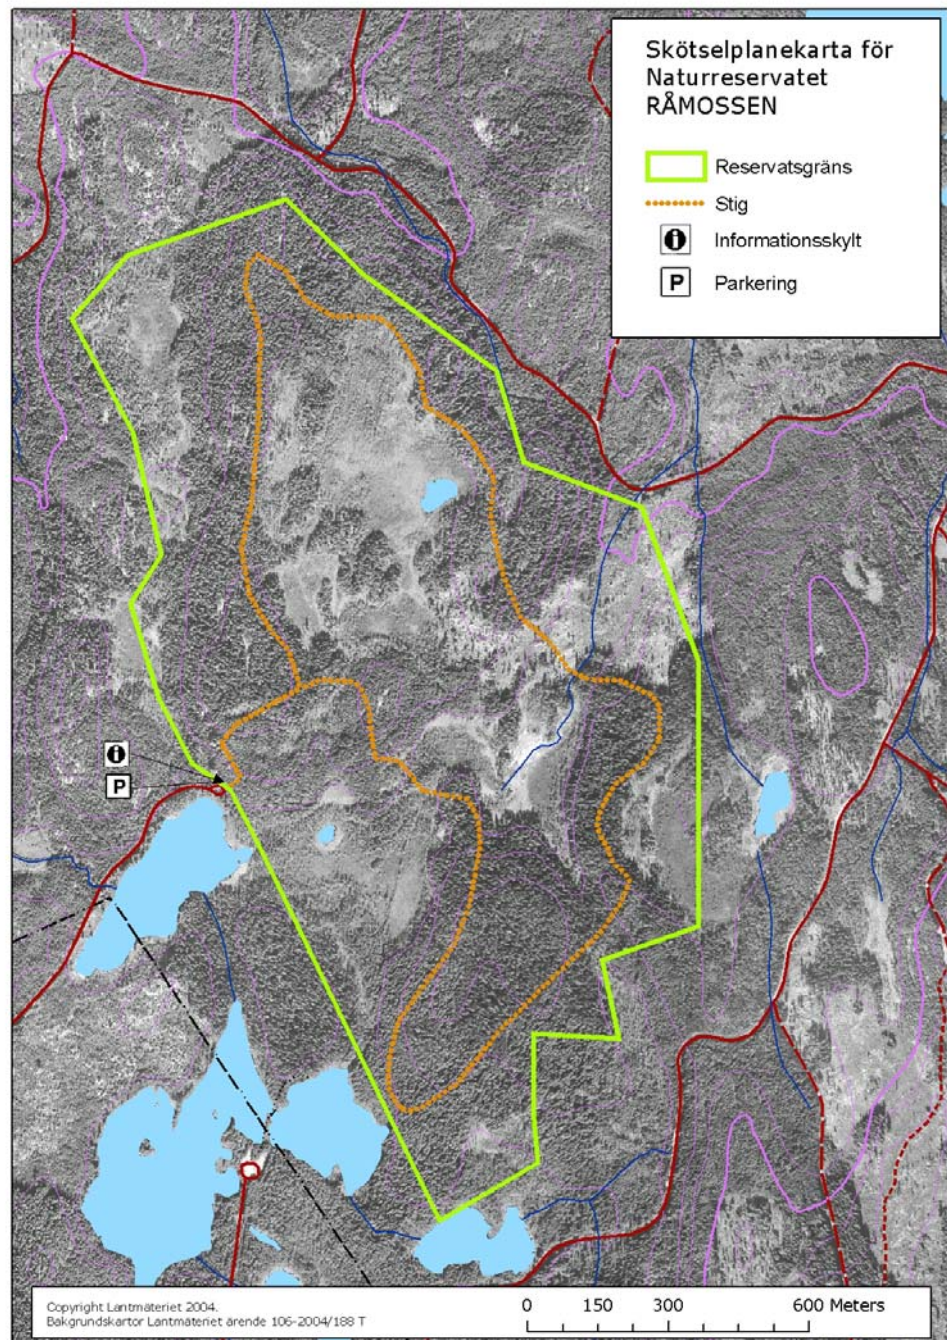 Skötselplanekarta för
Naturreservatet
RÅMOSSEN
Reservatsgräns
Stig
i Informationsskylt
P Parkering
i
P
Copyright Lantmäteriet 2004.
Bakgrundskartor Lantmäteriet ärende 106-2004/188 T
0 150 300 600 Meters